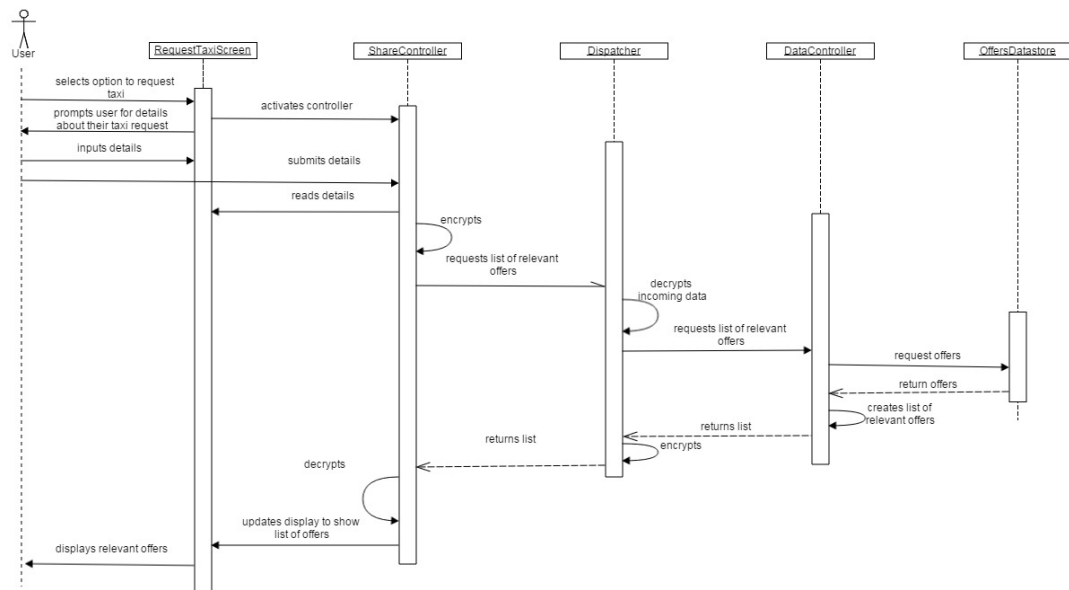 User
RequestTaxiScreen
ShareController
Dispatcher
DataController
OffersDatastore
selects option to request
taxi
activates controller
prompts user for details
about their taxi request
inputs details
submits details
reads details
encrypts
requests list of relevant
offers
decrypts
incoming data
requests list of relevant
offers
request offers
return offers
creates list of
relevant offers
returns list
encrypts
returns list
decrypts
updates display to show
list of offers
displays relevant offers